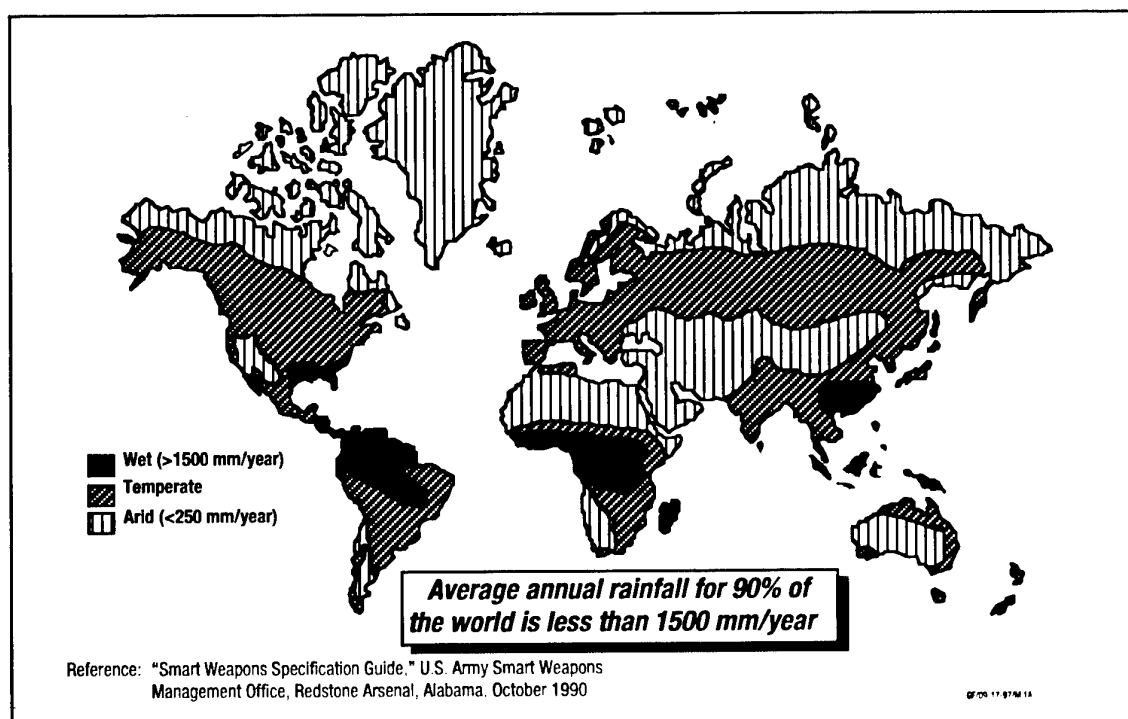 Wet (>1500 mm/year)
Temperate
Arid (<250 mm/year)
Average annual rainfall for 90% of
the world is less than 1500 mm/year
Reference: "Smart Weapons Specification Guide," U.S. Army Smart Weapons
Management Office, Redstone Arsenal, Alabama. October 1990